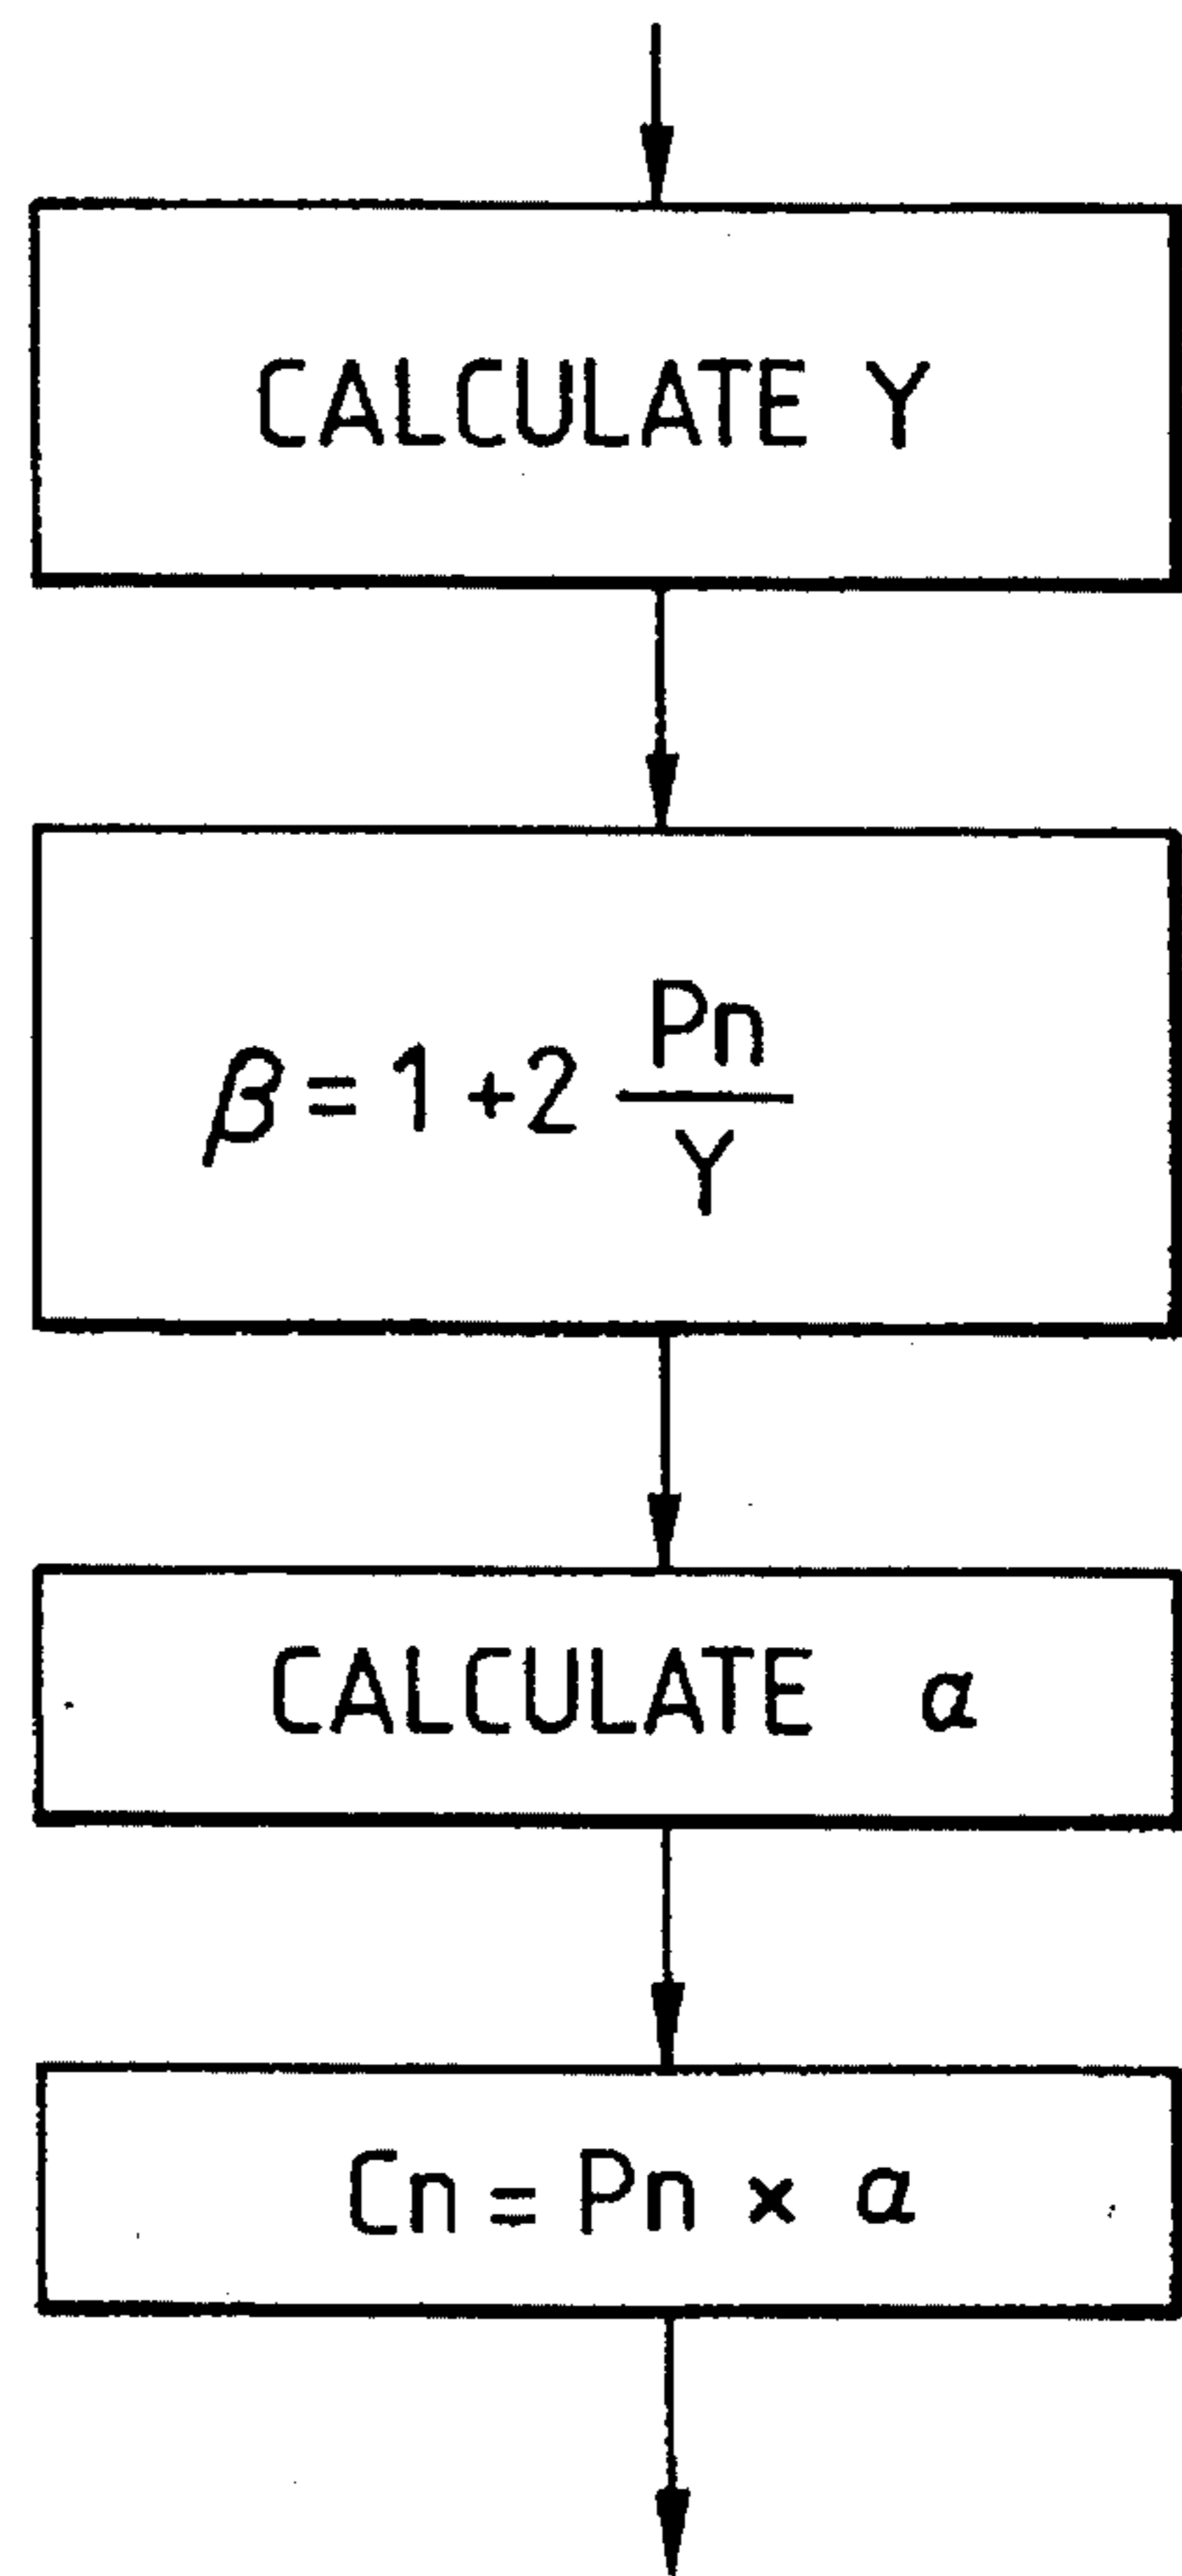 CALCULATE Y
β = 1 + 2 Pn/Y
CALCULATE α
Cn = Pn × α